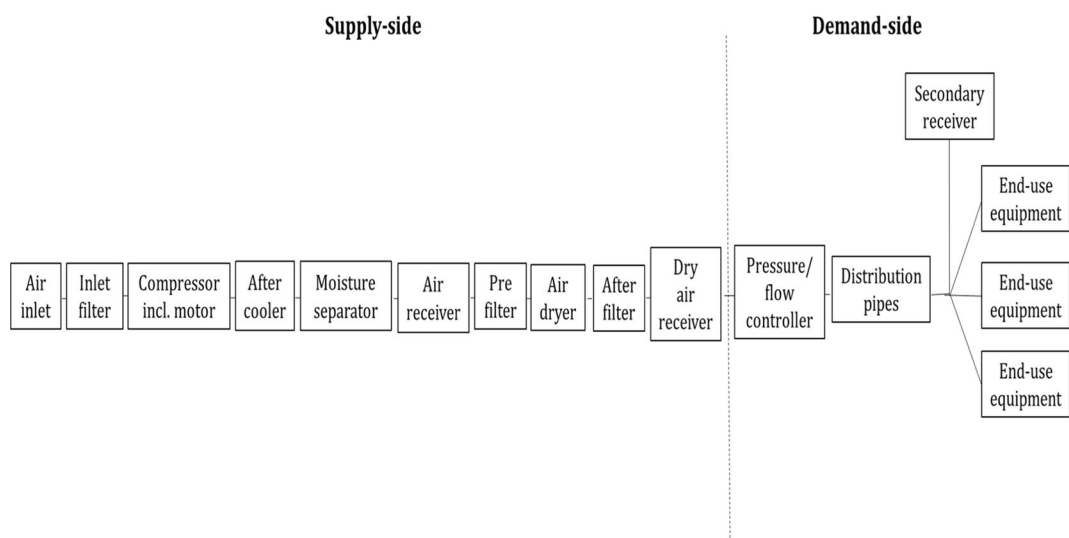 Supply-side
Demand-side
Secondary
receiver
End-use
equipment
Air
inlet
Inlet
filter
Compressor
incl. motor
After
cooler
Moisture
separator
Air
receiver
Pre
filter
Air
dryer
After
filter
Dry
air
receiver
Pressure/
flow
controller
Distribution
pipes
End-use
equipment
End-use
equipment